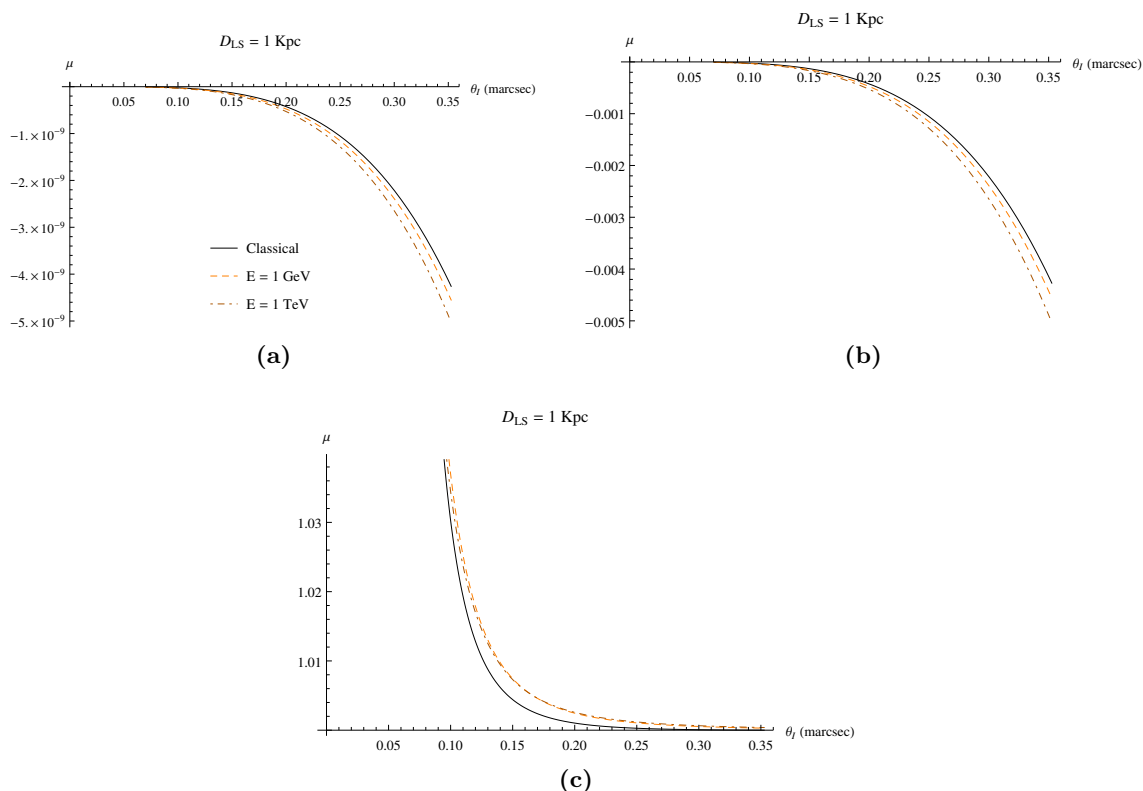 D_LS = 1 Kpc
μ
θ_I (marcsec)
0.05 0.10 0.15 0.20 0.25 0.30 0.35
−1.×10⁻⁹
−2.×10⁻⁹
−3.×10⁻⁹
−4.×10⁻⁹
−5.×10⁻⁹
Classical
E = 1 GeV
E = 1 TeV
(a)
D_LS = 1 Kpc
μ
θ_I (marcsec)
0.05 0.10 0.15 0.20 0.25 0.30 0.35
−0.001
−0.002
−0.003
−0.004
−0.005
(b)
D_LS = 1 Kpc
μ
1.03
1.02
1.01
θ_I (marcsec)
0.05 0.10 0.15 0.20 0.25 0.30 0.35
(c)